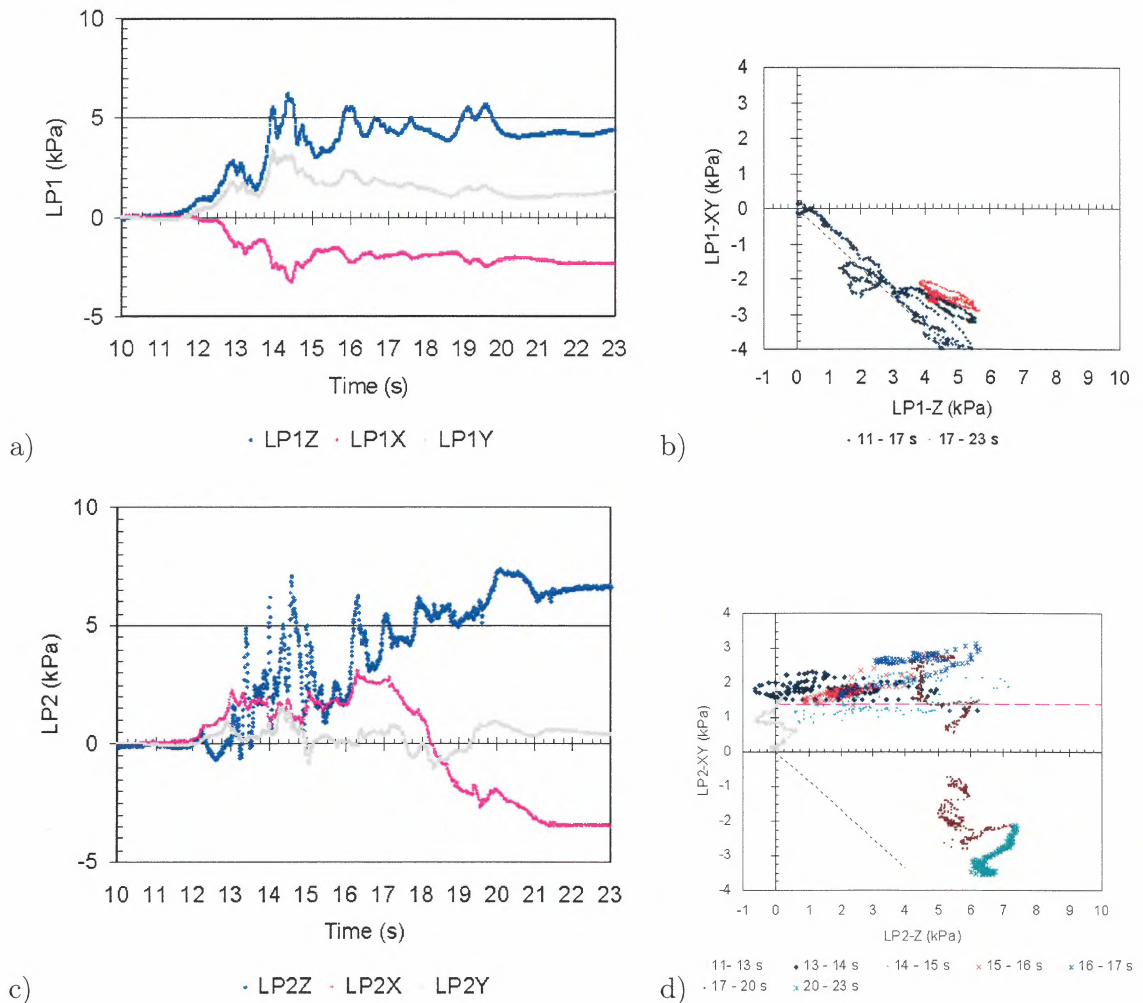 10
5
0
-5
LP1 (kPa)
10 11 12 13 14 15 16 17 18 19 20 21 22 23
Time (s)
LP1Z LP1X LP1Y
a)
4
3
2
1
0
-1
-2
-3
-4
LP1-XY (kPa)
-1 0 1 2 3 4 5 6 7 8 9 10
LP1-Z (kPa)
11 - 17 s 17 - 23 s
b)
10
5
0
-5
LP2 (kPa)
10 11 12 13 14 15 16 17 18 19 20 21 22 23
Time (s)
LP2Z LP2X LP2Y
c)
4
3
2
1
0
-1
-2
-3
-4
LP2-XY (kPa)
-1 0 1 2 3 4 5 6 7 8 9 10
LP2-Z (kPa)
11- 13 s 13 - 14 s 14 - 15 s 15 - 16 s 16 - 17 s
17 - 20 s 20 - 23 s
d)